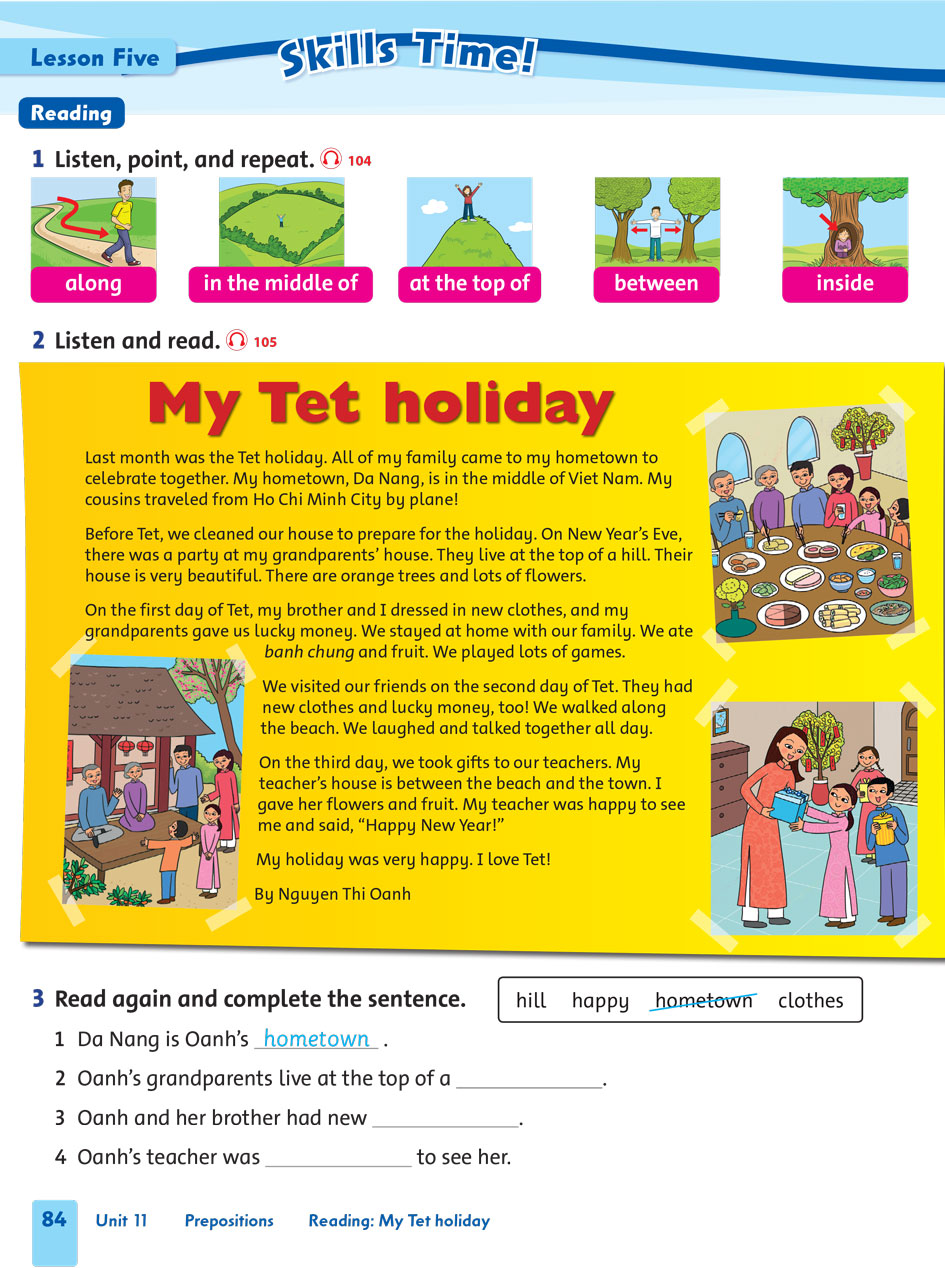 Lesson Five
Skills Time!
Reading
1 Listen, point, and repeat. 104
along
in the middle of
at the top of
between
inside
2 Listen and read. 105
My Tet holiday
Last month was the Tet holiday. All of my family came to my hometown to
celebrate together. My hometown, Da Nang, is in the middle of Viet Nam. My
cousins traveled from Ho Chi Minh City by plane!
Before Tet, we cleaned our house to prepare for the holiday. On New Year’s Eve,
there was a party at my grandparents’ house. They live at the top of a hill. Their
house is very beautiful. There are orange trees and lots of flowers.
On the first day of Tet, my brother and I dressed in new clothes, and my
grandparents gave us lucky money. We stayed at home with our family. We ate
banh chung and fruit. We played lots of games.
We visited our friends on the second day of Tet. They had
new clothes and lucky money, too! We walked along
the beach. We laughed and talked together all day.
On the third day, we took gifts to our teachers. My
teacher’s house is between the beach and the town. I
gave her flowers and fruit. My teacher was happy to see
me and said, “Happy New Year!”
My holiday was very happy. I love Tet!
By Nguyen Thi Oanh
3 Read again and complete the sentence.
hill happy hometown clothes
1 Da Nang is Oanh’s hometown .
2 Oanh’s grandparents live at the top of a ______________.
3 Oanh and her brother had new ______________.
4 Oanh’s teacher was ______________ to see her.
84 Unit 11 Prepositions Reading: My Tet holiday